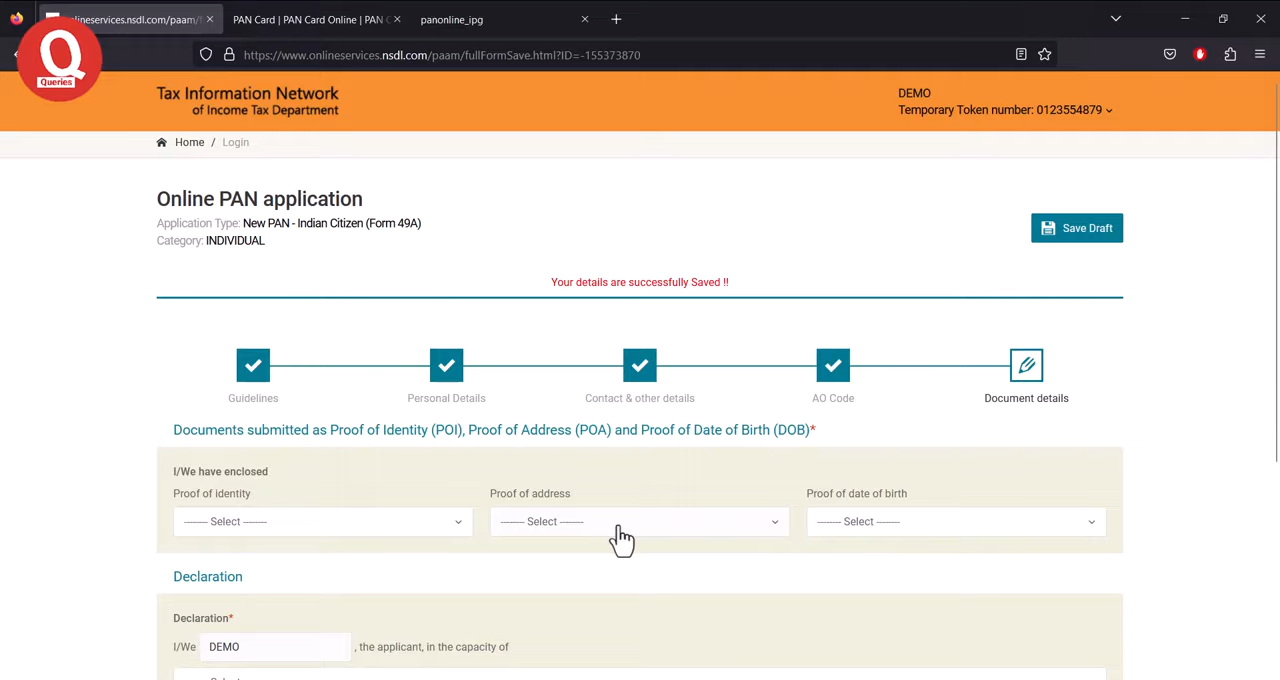 onlineservices.nsdl.com/paam/f
PAN Card | PAN Card Online | PAN C
panonline_ipg
https://www.onlineservices.nsdl.com/paam/fullFormSave.html?ID=-155373870
Q
Queries
Tax Information Network
of Income Tax Department
DEMO
Temporary Token number: 0123554879
Home / Login
Online PAN application
Application Type: New PAN - Indian Citizen (Form 49A)
Category: INDIVIDUAL
Save Draft
Your details are successfully Saved !!
Guidelines
Personal Details
Contact & other details
AO Code
Document details
Documents submitted as Proof of Identity (POI), Proof of Address (POA) and Proof of Date of Birth (DOB)*
I/We have enclosed
Proof of identity
Proof of address
Proof of date of birth
------- Select --------
------- Select --------
------- Select --------
Declaration
Declaration*
I/We DEMO , the applicant, in the capacity of